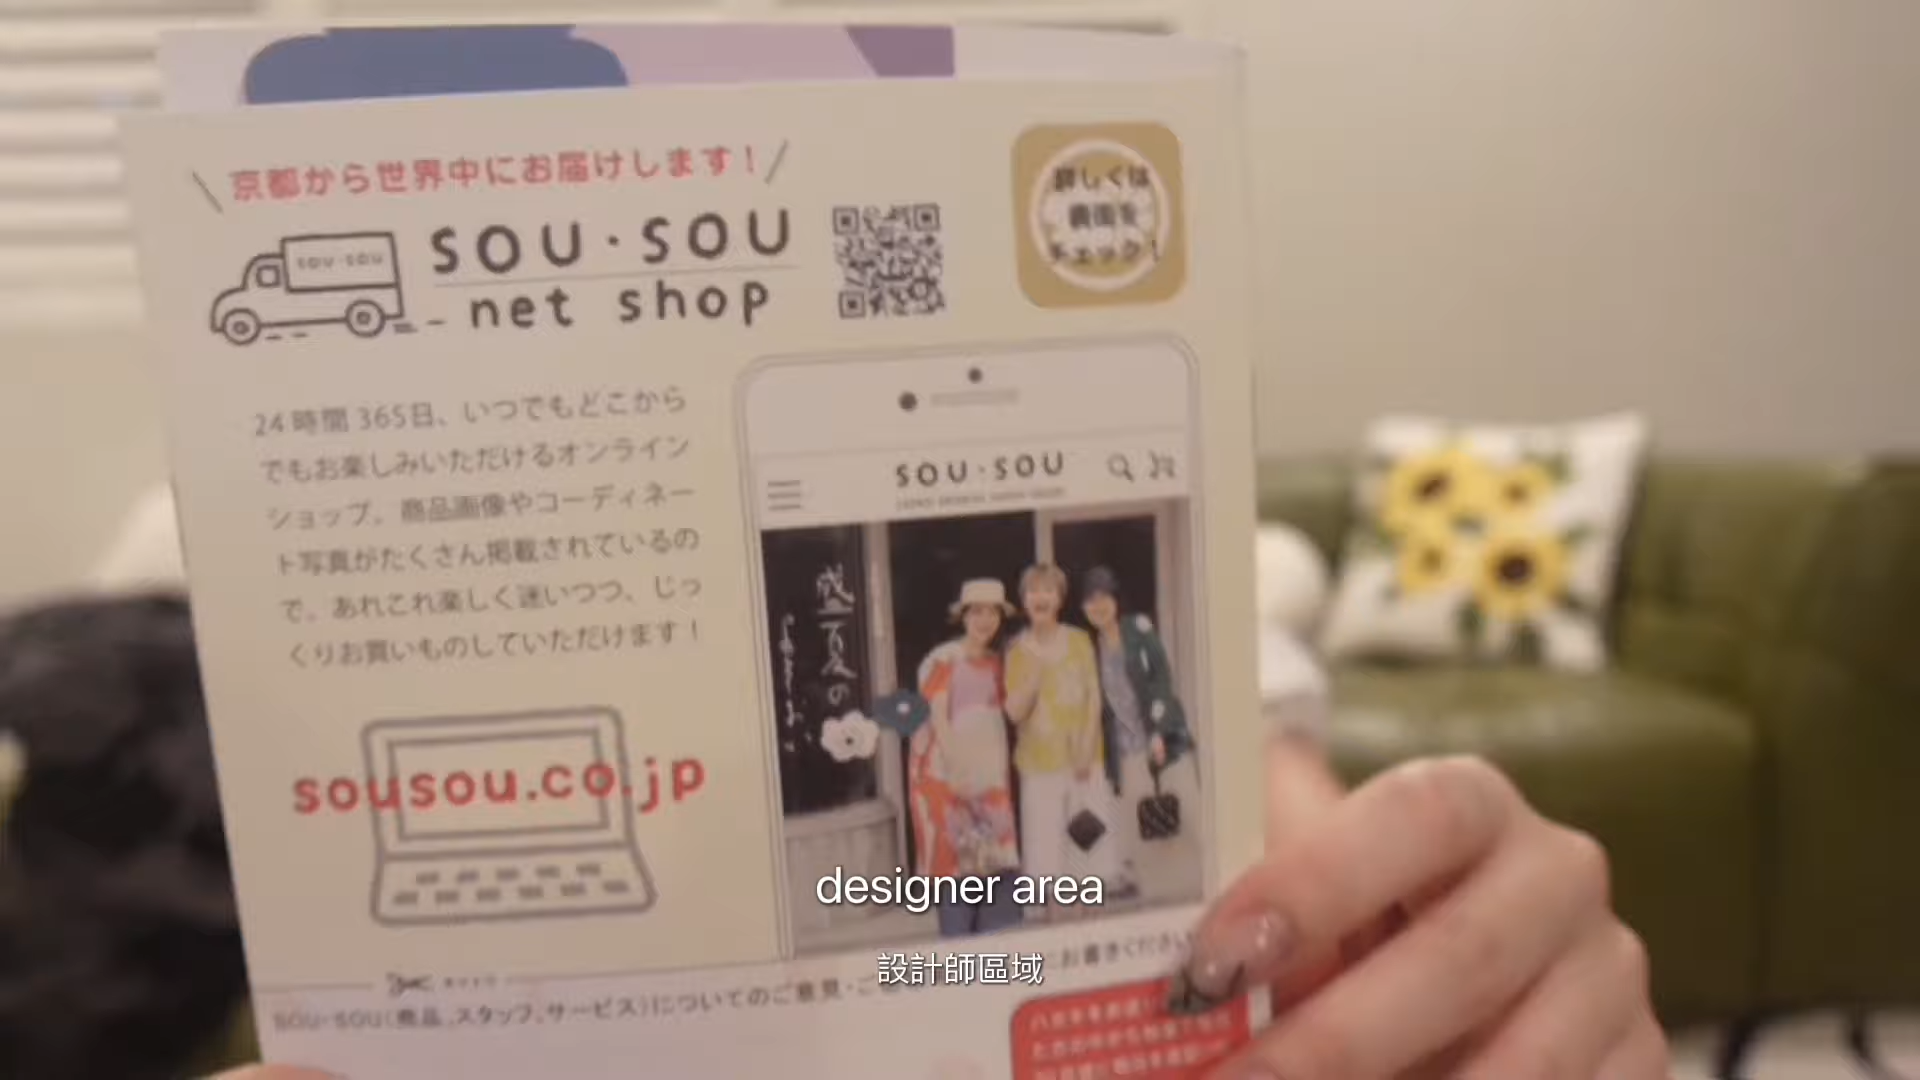 京都から世界中にお届けします！
SOU・SOU
net shop
SOU・SOU
詳しくは
裏面を
チェック！
24時間365日、いつでもどこから
でもお楽しみいただけるオンライン
ショップ。商品画像やコーディネー
ト写真がたくさん掲載されているの
で、あれこれ楽しく迷いつつ、じっ
くりお買いものしていただけます！
SOU・SOU
sousou.co.jp
designer area
設計師區域
SOU・SOU(商品、スタッフ、サービス)についてのご意見・ご
にお書きください